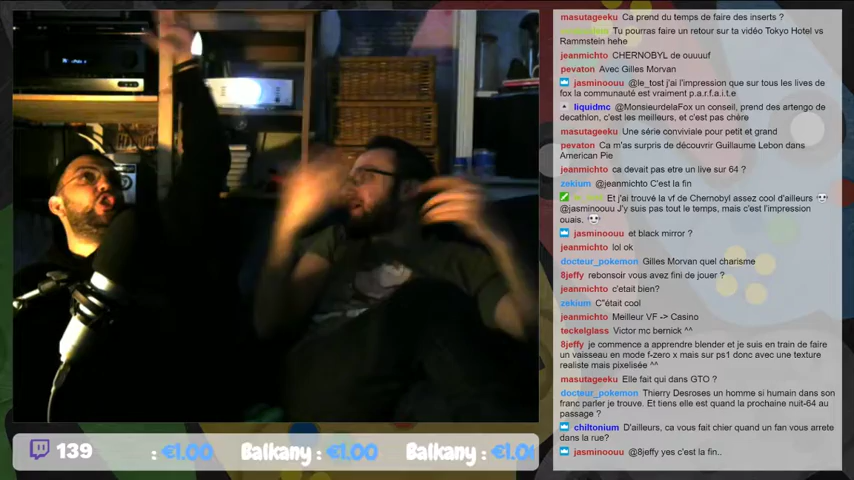 masutageeku Ca prend du temps de faire des inserts ?
Tu pourras faire un retour sur ta vidéo Tokyo Hotel vs
Rammstein hehe
jeanmichto CHERNOBYL de ouuuuf
pevaton Avec Gilles Morvan
jasminoouu @le_tost j'ai l'impression que sur tous les lives de
fox la communauté est vraiment p.a.r.f.a.i.t.e
liquidmc @MonsieurdelaFox un conseil, prend des artengo de
decathlon, c'est les meilleurs, et c'est pas chére
masutageeku Une série conviviale pour petit et grand
pevaton Ca m'as surpris de découvrir Guillaume Lebon dans
American Pie
jeanmichto ca devait pas etre un live sur 64 ?
zekium @jeanmichto C'est la fin
Et j'ai trouvé la vf de Chernobyl assez cool d'ailleurs
@jasminoouu J'y suis pas tout le temps, mais c'est l'impression
ouais.
jasminoouu et black mirror ?
jeanmichto lol ok
docteur_pokemon Gilles Morvan quel charisme
8jeffy rebonsoir vous avez fini de jouer ?
jeanmichto c'etait bien?
zekium C"était cool
jeanmichto Meilleur VF -> Casino
teckelglass Victor mc bernick ^^
8jeffy je commence a apprendre blender et je suis en train de faire
un vaisseau en mode f-zero x mais sur ps1 donc avec une texture
realiste mais pixelisée ^^
masutageeku Elle fait qui dans GTO ?
docteur_pokemon Thierry Desroses un homme si humain dans son
franc parler je trouve. Et tiens elle est quand la prochaine nuit-64 au
passage ?
chiltonium D'ailleurs, ca vous fait chier quand un fan vous arrete
dans la rue?
jasminoouu @8jeffy yes c'est la fin..
139 : €1.00 Balkany : €1.00 Balkany : €1.0